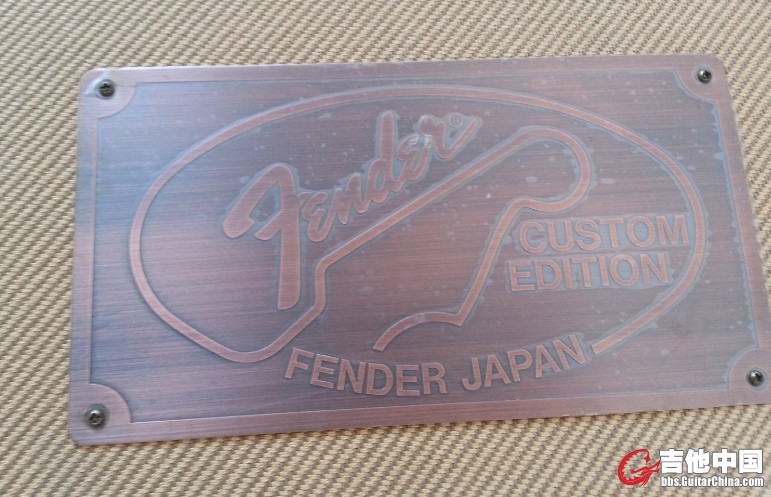 Fender®
CUSTOM
EDITION
FENDER JAPAN
吉他中国
bbs.GuitarChina.com